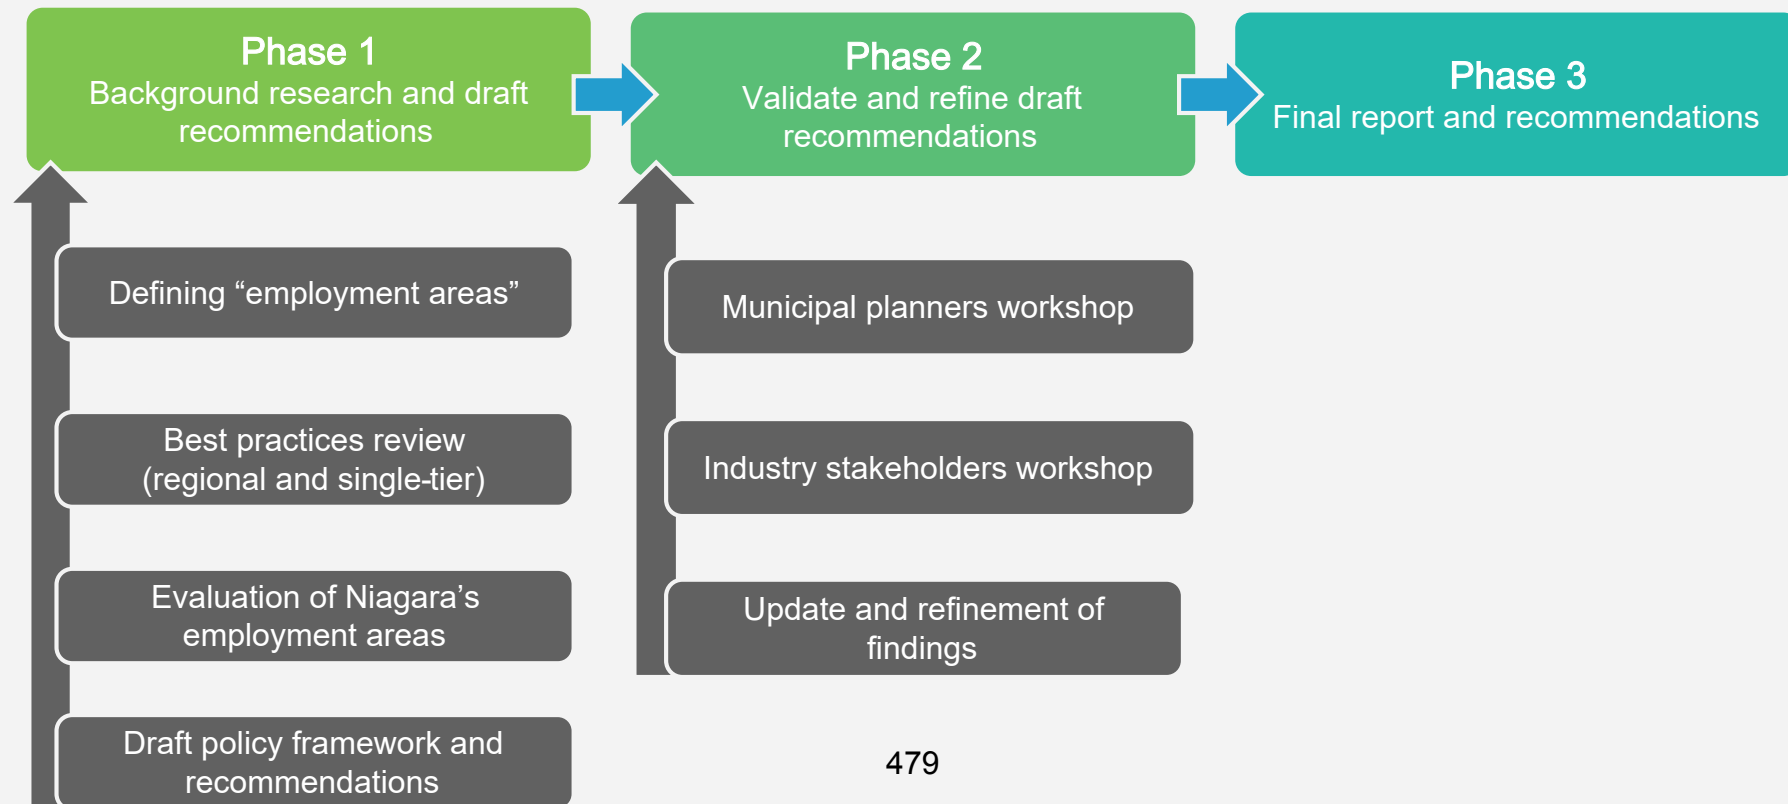 Phase 1
Background research and draft
recommendations
Phase 2
Validate and refine draft
recommendations
Phase 3
Final report and recommendations
Defining “employment areas”
Best practices review
(regional and single-tier)
Evaluation of Niagara’s
employment areas
Draft policy framework and
recommendations
Municipal planners workshop
Industry stakeholders workshop
Update and refinement of
findings
479